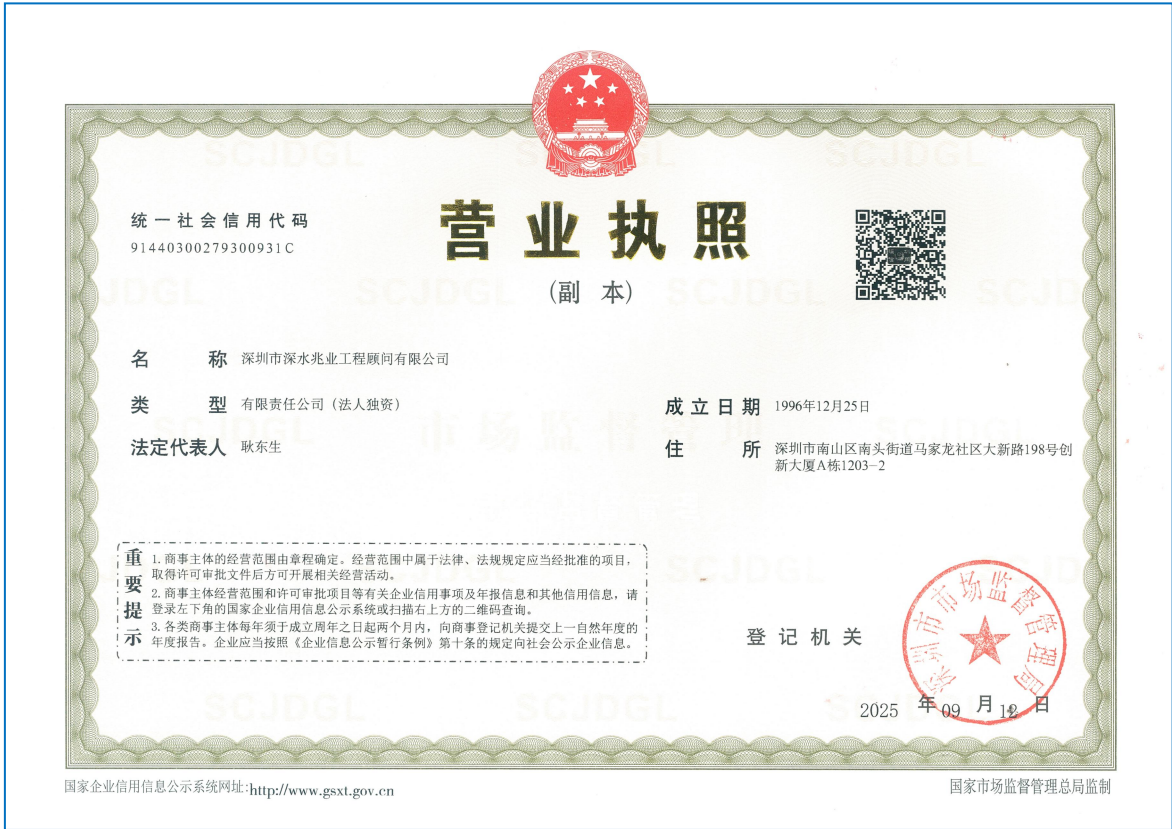 营业执照
（副 本）
统一社会信用代码
91440300279300931C
名 称 深圳市深水兆业工程顾问有限公司
类 型 有限责任公司（法人独资）
法定代表人 耿东生
成立日期 1996年12月25日
住 所 深圳市南山区南头街道马家龙社区大新路198号创
新大厦A栋1203-2
重要提示
1. 商事主体的经营范围由章程确定。经营范围中属于法律、法规规定应当经批准的项目，
取得许可审批文件后方可开展相关经营活动。
2. 商事主体经营范围和许可审批项目等有关企业信用事项及年报信息和其他信用信息，请
登录左下角的国家企业信用信息公示系统或扫描右上方的二维码查询。
3. 各类商事主体每年须于成立周年之日起两个月内，向商事登记机关提交上一自然年度的
年度报告。企业应当按照《企业信息公示暂行条例》第十条的规定向社会公示企业信息。
登记机关
深圳市市场监督管理局
2025 年 09 月 12 日
国家企业信用信息公示系统网址:http://www.gsxt.gov.cn
国家市场监督管理总局监制
SCJDGL
市场监督管理